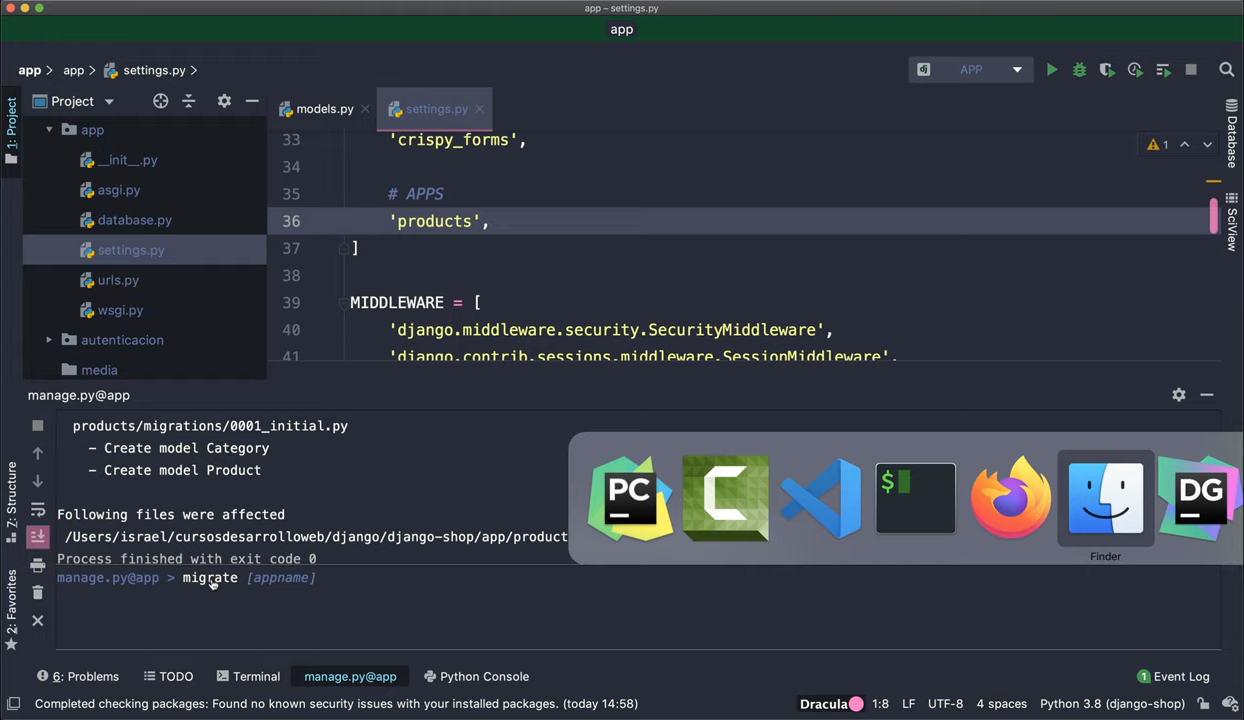 app – settings.py
app
app > app > settings.py >
APP
1: Project
Project
models.py
settings.py
app
__init__.py
asgi.py
database.py
settings.py
urls.py
wsgi.py
autenticacion
media
33 'crispy_forms',
34
35 # APPS
36 'products',
37 ]
38
39 MIDDLEWARE = [
40 'django.middleware.security.SecurityMiddleware',
41 'django.contrib.sessions.middleware.SessionMiddleware',
1
Database
SciView
manage.py@app
products/migrations/0001_initial.py
– Create model Category
– Create model Product
Following files were affected
/Users/israel/cursosdesarrolloweb/django/django-shop/app/product
Process finished with exit code 0
manage.py@app > migrate [appname]
PC
$
DG
Finder
7: Structure
2: Favorites
6: Problems
TODO
Terminal
manage.py@app
Python Console
1 Event Log
Completed checking packages: Found no known security issues with your installed packages. (today 14:58)
Dracula
1:8
LF
UTF-8
4 spaces
Python 3.8 (django-shop)